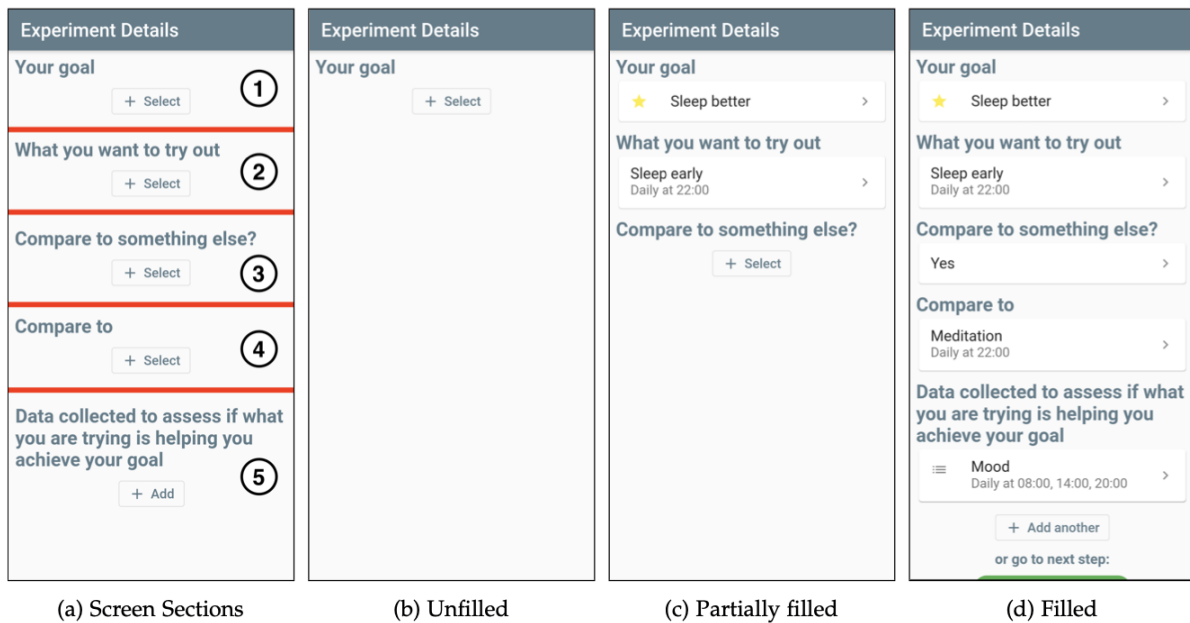 Experiment Details
Your goal
+ Select
1
What you want to try out
+ Select
2
Compare to something else?
+ Select
3
Compare to
+ Select
4
Data collected to assess if what
you are trying is helping you
achieve your goal
+ Add
5
(a) Screen Sections
Experiment Details
Your goal
+ Select
(b) Unfilled
Experiment Details
Your goal
Sleep better
What you want to try out
Sleep early
Daily at 22:00
Compare to something else?
+ Select
(c) Partially filled
Experiment Details
Your goal
Sleep better
What you want to try out
Sleep early
Daily at 22:00
Compare to something else?
Yes
Compare to
Meditation
Daily at 22:00
Data collected to assess if what
you are trying is helping you
achieve your goal
Mood
Daily at 08:00, 14:00, 20:00
+ Add another
or go to next step:
(d) Filled